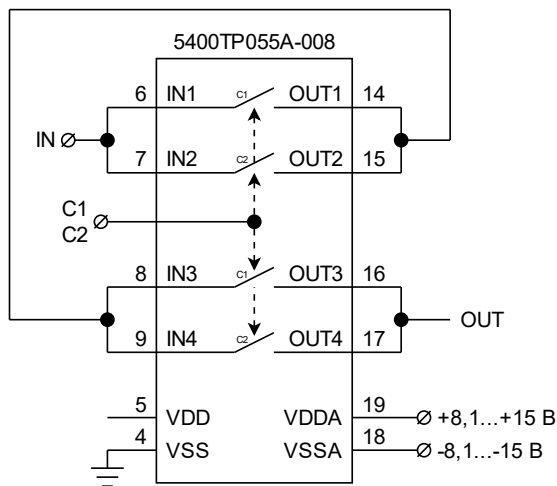 5400TP055A-008
6 IN1 C1 OUT1 14
IN
7 IN2 C2 OUT2 15
C1
C2
8 IN3 C1 OUT3 16
OUT
9 IN4 C2 OUT4 17
5 VDD VDDA 19 +8,1...+15 В
4 VSS VSSA 18 -8,1...-15 В